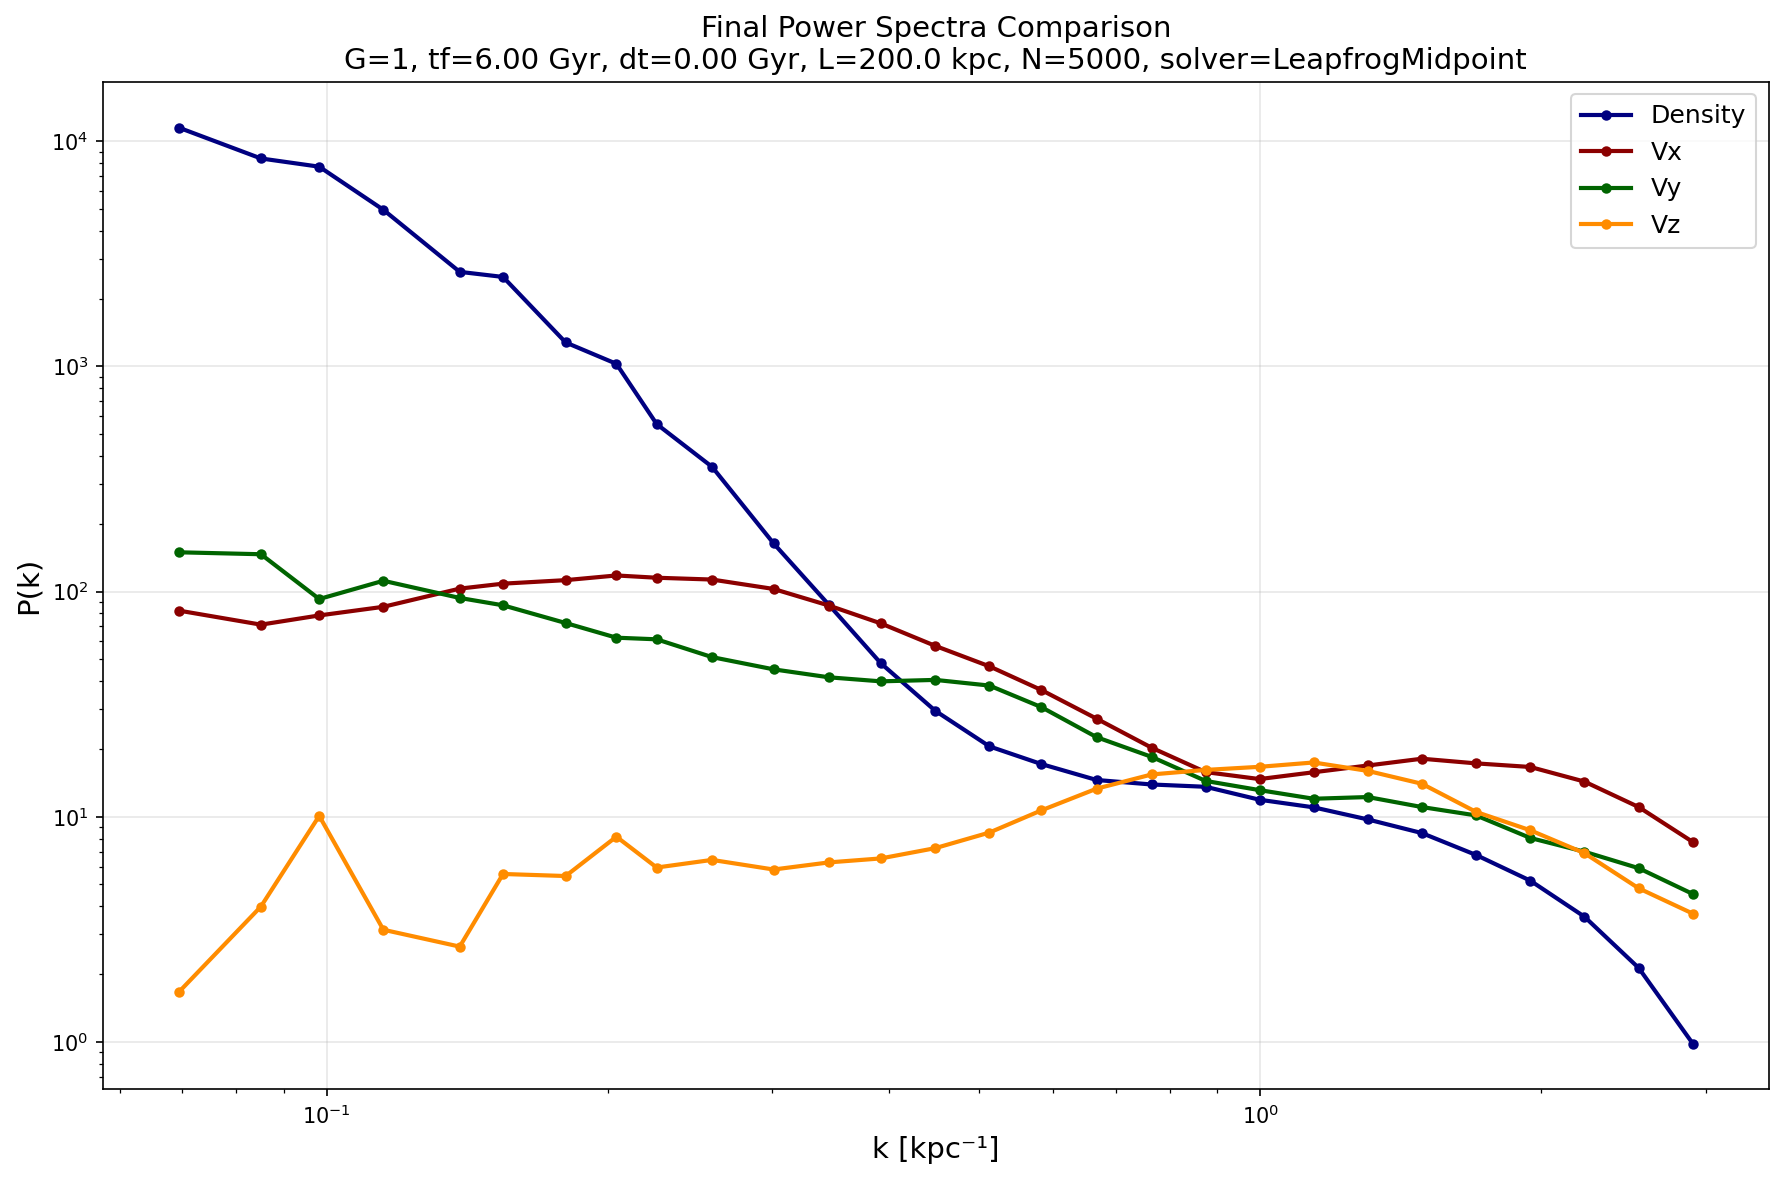 Final Power Spectra Comparison
G=1, tf=6.00 Gyr, dt=0.00 Gyr, L=200.0 kpc, N=5000, solver=LeapfrogMidpoint
Density
Vx
Vy
Vz
P(k)
10⁴
10³
10²
10¹
10⁰
10⁻¹
10⁰
k [kpc⁻¹]